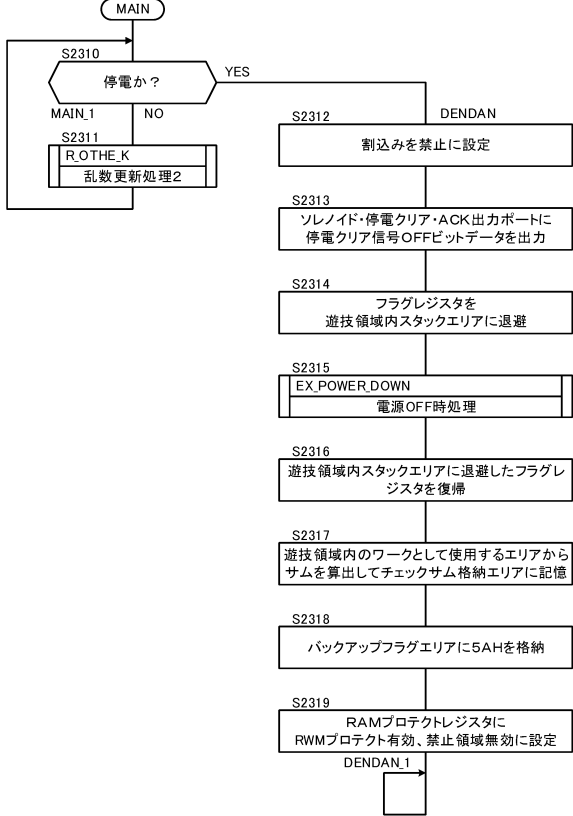 MAIN
S2310
停電か？
YES
MAIN_1
NO
S2311
R_OTHE_K
乱数更新処理２
DENDAN
S2312
割込みを禁止に設定
S2313
ソレノイド・停電クリア・ACK出力ポートに
停電クリア信号OFFビットデータを出力
S2314
フラグレジスタを
遊技領域内スタックエリアに退避
S2315
EX_POWER_DOWN
電源OFF時処理
S2316
遊技領域内スタックエリアに退避したフラグレ
ジスタを復帰
S2317
遊技領域内のワークとして使用するエリアから
サムを算出してチェックサム格納エリアに記憶
S2318
バックアップフラグエリアに５AHを格納
S2319
RAMプロテクトレジスタに
RWMプロテクト有効、禁止領域無効に設定
DENDAN_1